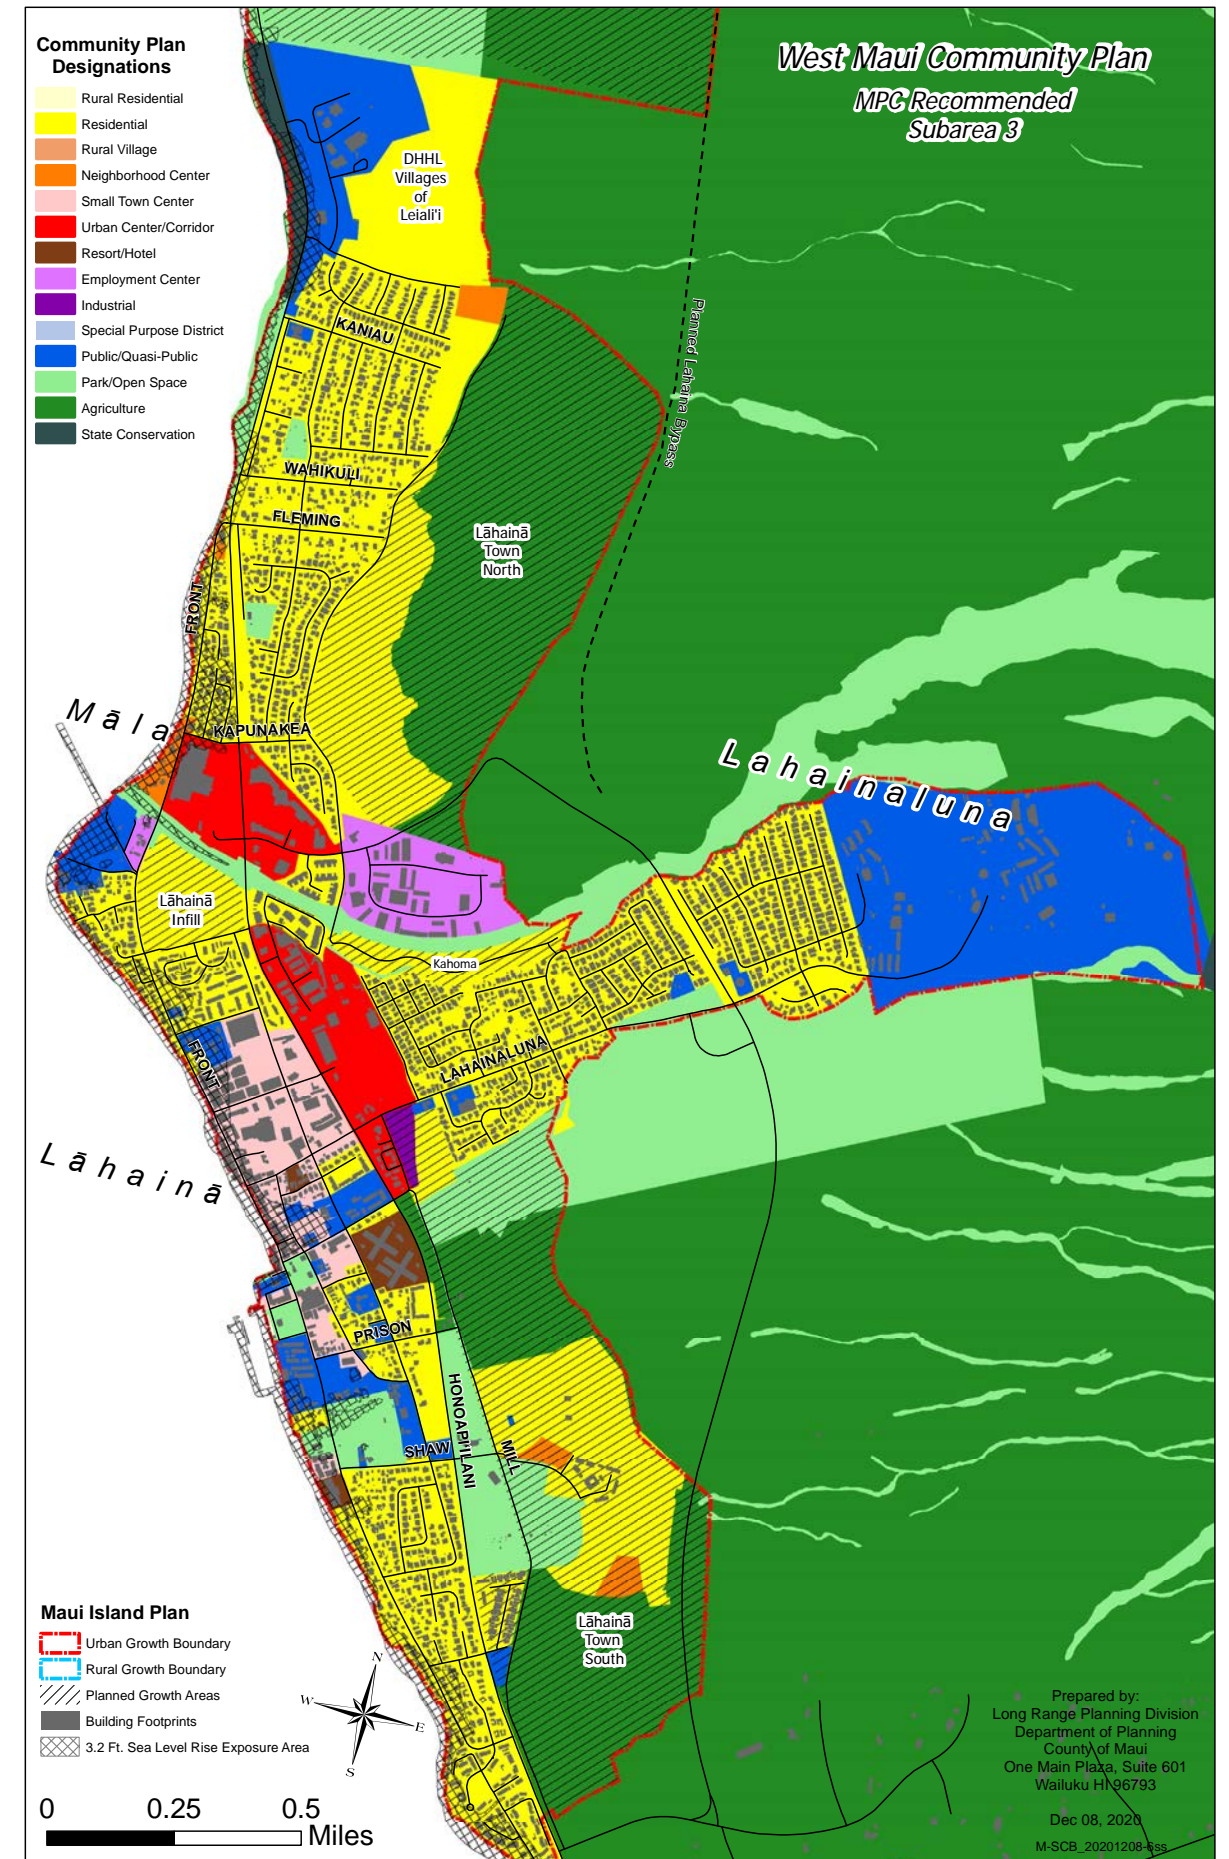 Community Plan
Designations
Rural Residential
Residential
Rural Village
Neighborhood Center
Small Town Center
Urban Center/Corridor
Resort/Hotel
Employment Center
Industrial
Special Purpose District
Public/Quasi-Public
Park/Open Space
Agriculture
State Conservation
West Maui Community Plan
MPC Recommended
Subarea 3
DHHL
Villages
of
Leiali'i
KANIAU
Planned Lahaina Bypass
WAHIKULI
FLEMING
Lāhainā
Town
North
FRONT
Māla
KAPUNAKEA
Lahainaluna
Lāhainā
Infill
Kahoma
FRONT
LAHAINALUNA
Lāhainā
PRISON
HONOAPI'ILANI
SHAW
MILL
Lāhainā
Town
South
Maui Island Plan
Urban Growth Boundary
Rural Growth Boundary
Planned Growth Areas
Building Footprints
3.2 Ft. Sea Level Rise Exposure Area
N
W
E
S
0 0.25 0.5
Miles
Prepared by:
Long Range Planning Division
Department of Planning
County of Maui
One Main Plaza, Suite 601
Wailuku HI 96793
Dec 08, 2020
M-SCB_20201208-6ss